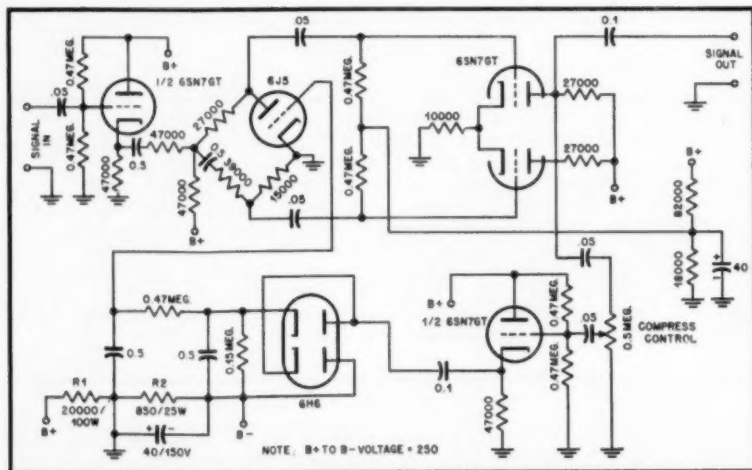 .05
0.1
0.47MEG.
B+
1/2 6SN7GT
6J5
6SN7GT
SIGNAL OUT
.05
27000
0.47MEG.
27000
SIGNAL IN
0.47MEG.
47000
0.5
47000
0.5
39000
15000
10000
0.47MEG.
27000
B+
B+
82000
47000
B+
.05
.05
18000
40
0.47MEG.
B+
1/2 6SN7GT
0.47MEG.
.05
0.5MEG.
COMPRESS CONTROL
0.5
0.5
0.15MEG.
0.47MEG.
R1
R2
6H6
0.1
20000/100W
850/25W
B+
B-
47000
40/150V
NOTE: B+ TO B- VOLTAGE = 250